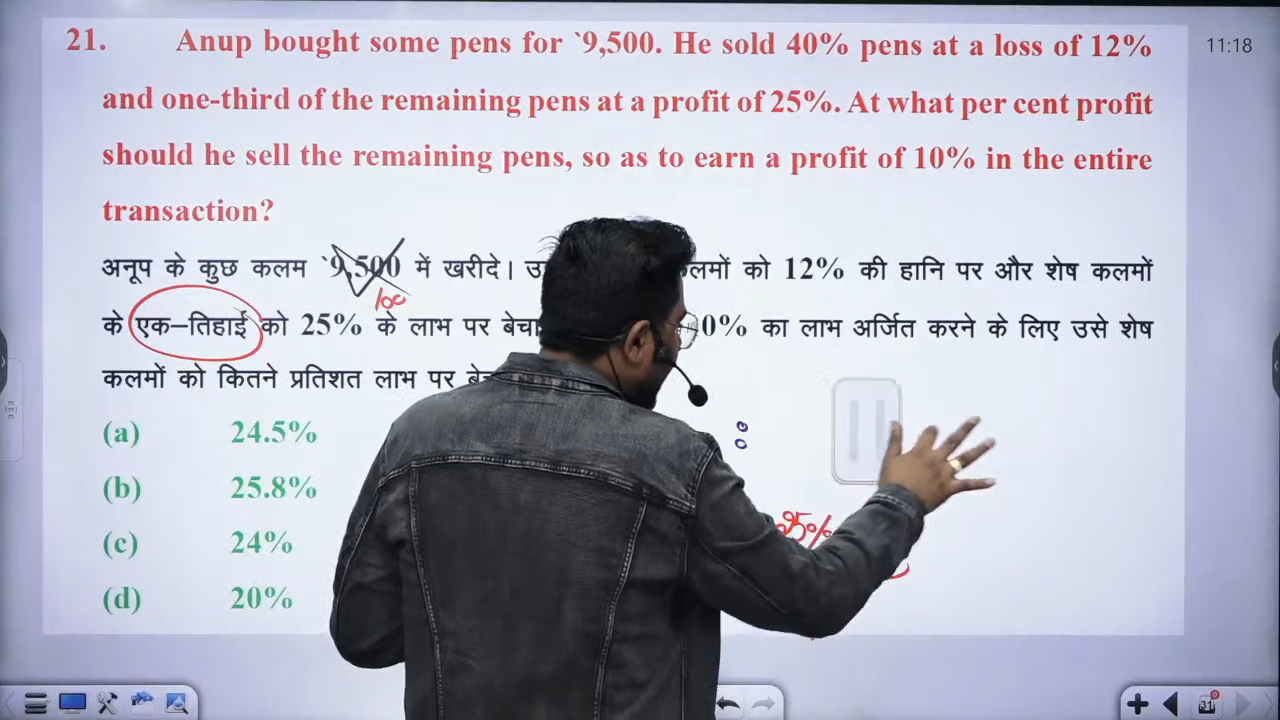 21. Anup bought some pens for `9,500. He sold 40% pens at a loss of 12%
11:18
and one-third of the remaining pens at a profit of 25%. At what per cent profit
should he sell the remaining pens, so as to earn a profit of 10% in the entire
transaction?
अनूप के कुछ कलम `9,500 में खरीदे। कलमों को 12% की हानि पर और शेष कलमों
100
के एक–तिहाई को 25% के लाभ पर बेचा 0% का लाभ अर्जित करने के लिए उसे शेष
कलमों को कितने प्रतिशत लाभ पर
(a) 24.5%
(b) 25.8%
25%
(c) 24%
(d) 20%
31